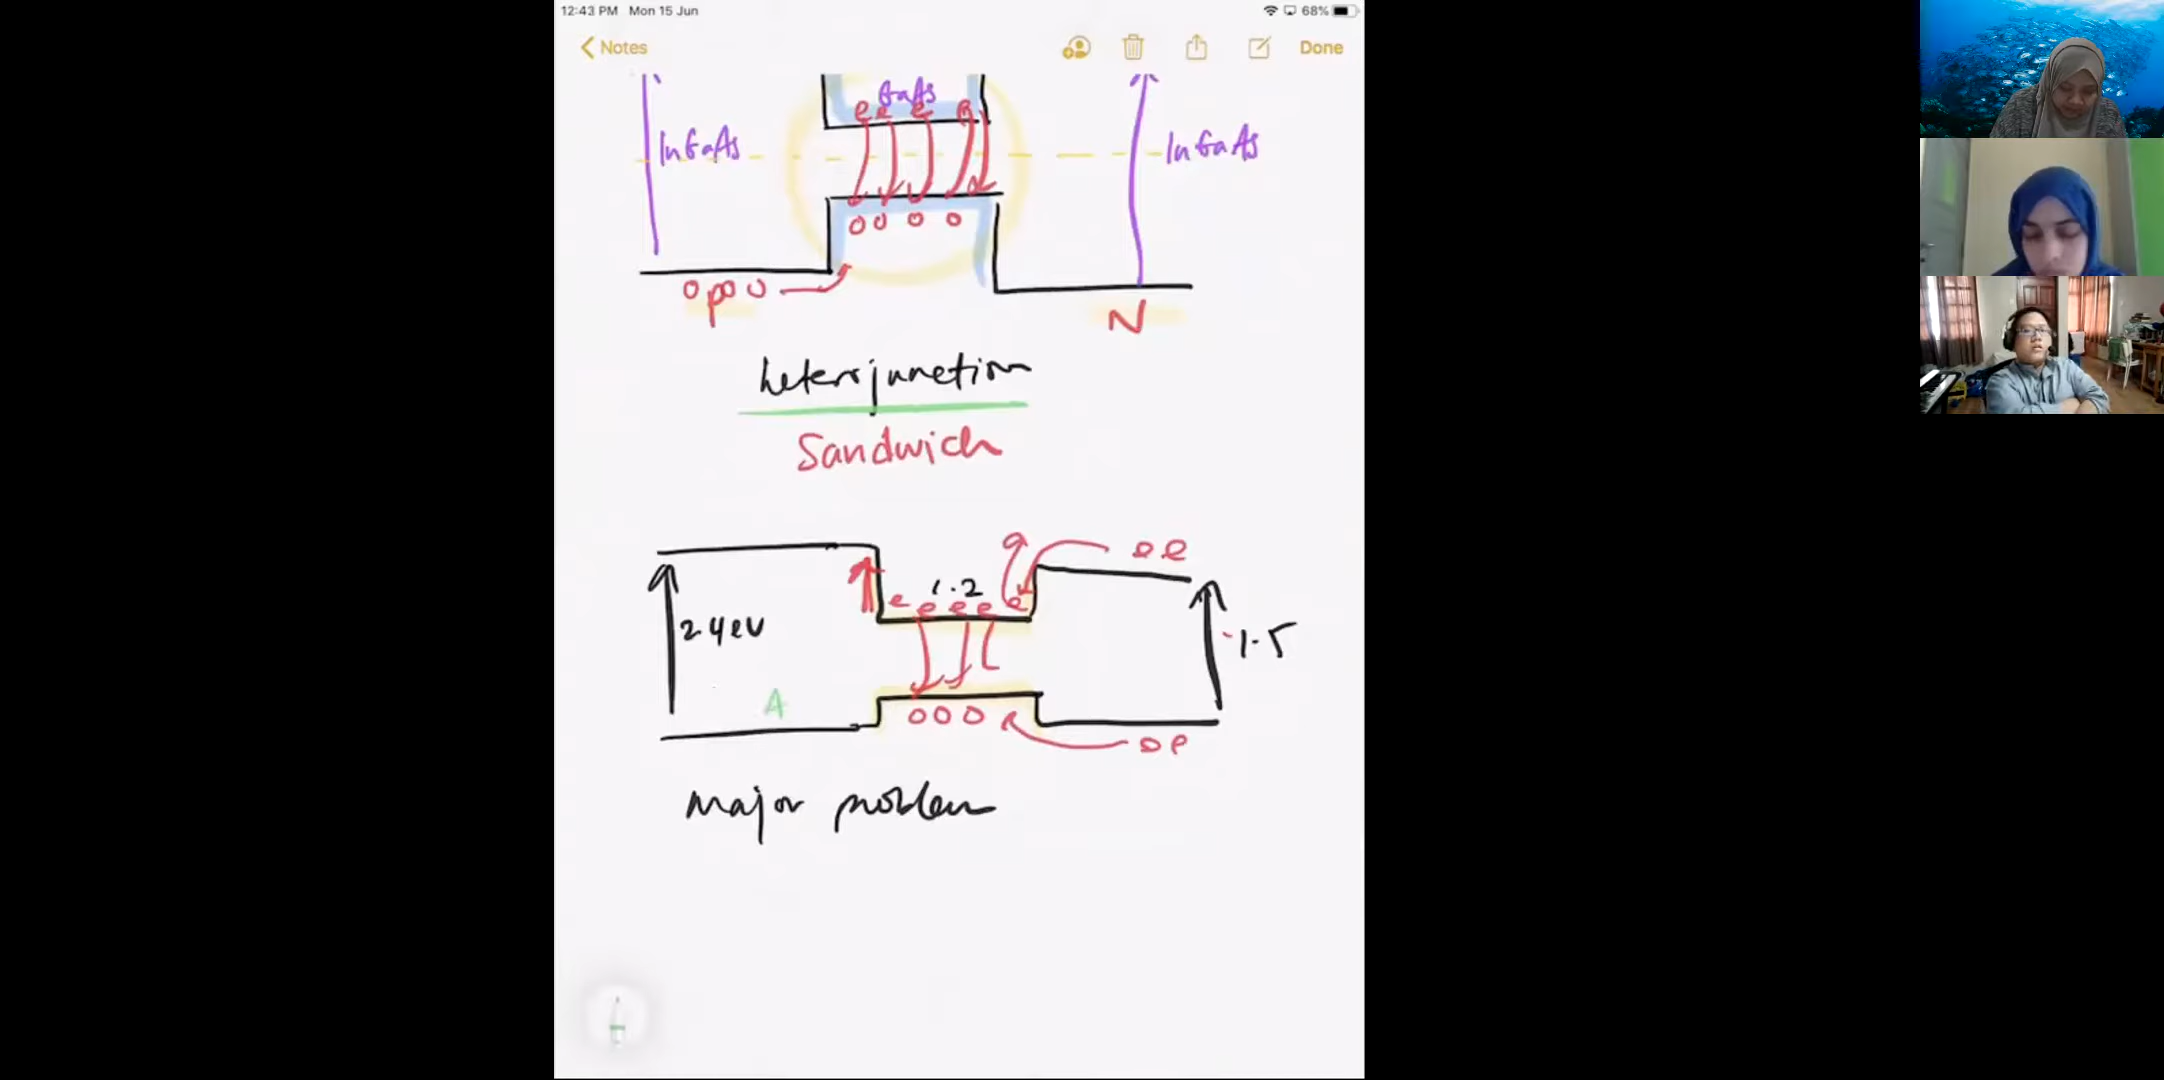 12:43 PM Mon 15 Jun
68%
Notes
Done
GaAs
e e e e
InGaAs
InGaAs
o o o o
o p o o
N
heterojunction
Sandwich
e e
1.2
e e e e e
2.4eV
1.5
A
o o o
o e
major problem